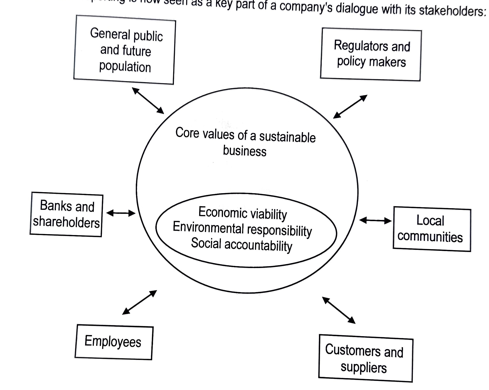 is now seen as a key part of a company's dialogue with its stakeholders:
General public
and future
population
Regulators and
policy makers
Core values of a sustainable
business
Banks and
shareholders
Economic viability
Environmental responsibility
Social accountability
Local
communities
Employees
Customers and
suppliers